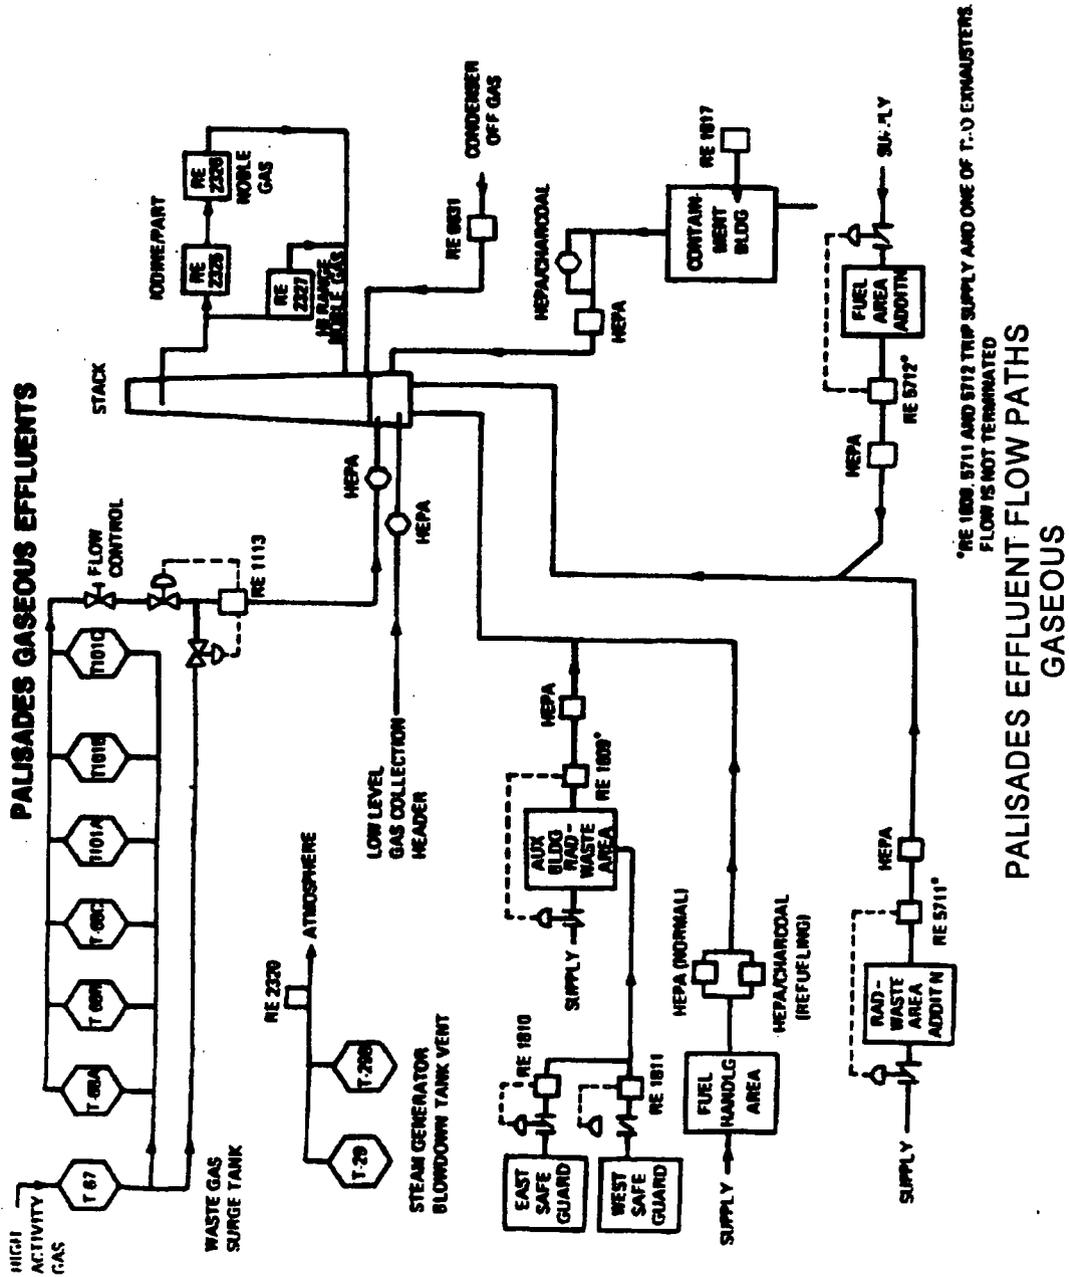 PALISADES GASEOUS EFFLUENTS
HIGH
ACTIVITY
GAS
T-67
T-68A
T-68B
T-68C
T101A
T101B
T101C
FLOW
CONTROL
RE 1113
WASTE GAS
SURGE TANK
STACK
IODINE/PART
RE
2325
RE
2326
NOBLE
GAS
RE
2327
HI RANGE
NOBLE GAS
HEPA
HEPA
LOW LEVEL
GAS COLLECTION
HEADER
RE 2320
ATMOSPHERE
T-29
STEAM GENERATOR
BLOWDOWN TANK VENT
CONDENSER
OFF GAS
RE 0631
HEPA/CHARCOAL
HEPA
CONTAIN-
MENT
BLDG
RE 1817
EAST
SAFE
GUARD
RE 1810
WEST
SAFE
GUARD
RE 1811
SUPPLY
AUX
BLDG
RAD-
WASTE
AREA
RE 1809*
HEPA
SUPPLY
FUEL
HANDLG
AREA
HEPA (NORMAL)
HEPA/CHARCOAL
(REFUELING)
SUPPLY
RAD-
WASTE
AREA
ADDIT'N
RE 5711*
HEPA
HEPA
RE 5712*
FUEL
AREA
ADDITN
SUPPLY
*RE 1809, 5711 AND 5712 TRIP SUPPLY AND ONE OF TWO EXHAUSTERS.
FLOW IS NOT TERMINATED
PALISADES EFFLUENT FLOW PATHS
GASEOUS